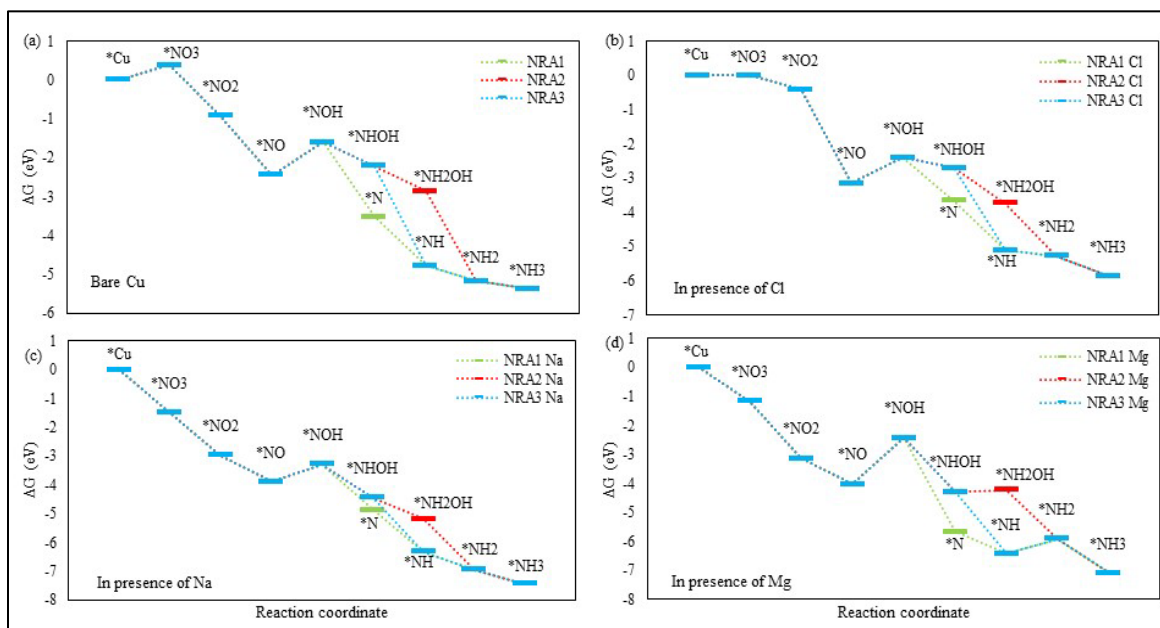 (a)
1
0
-1
-2
-3
-4
-5
-6
ΔG (eV)
*Cu
*NO3
*NO2
*NO
*NOH
*NHOH
*N
*NH2OH
*NH
*NH2
*NH3
NRA1
NRA2
NRA3
Bare Cu
(b)
1
0
-1
-2
-3
-4
-5
-6
-7
ΔG (eV)
*Cu
*NO3
*NO2
*NO
*NOH
*NHOH
*NH2OH
*N
*NH2
*NH
*NH3
NRA1 Cl
NRA2 Cl
NRA3 Cl
In presence of Cl
(c)
1
0
-1
-2
-3
-4
-5
-6
-7
-8
ΔG (eV)
*Cu
*NO3
*NO2
*NO
*NOH
*NHOH
*NH2OH
*N
*NH
*NH2
*NH3
NRA1 Na
NRA2 Na
NRA3 Na
In presence of Na
Reaction coordinate
(d)
1
0
-1
-2
-3
-4
-5
-6
-7
-8
ΔG (eV)
*Cu
*NO3
*NO2
*NO
*NOH
*NHOH
*NH2OH
*NH2
*NH
*N
*NH3
NRA1 Mg
NRA2 Mg
NRA3 Mg
In presence of Mg
Reaction coordinate